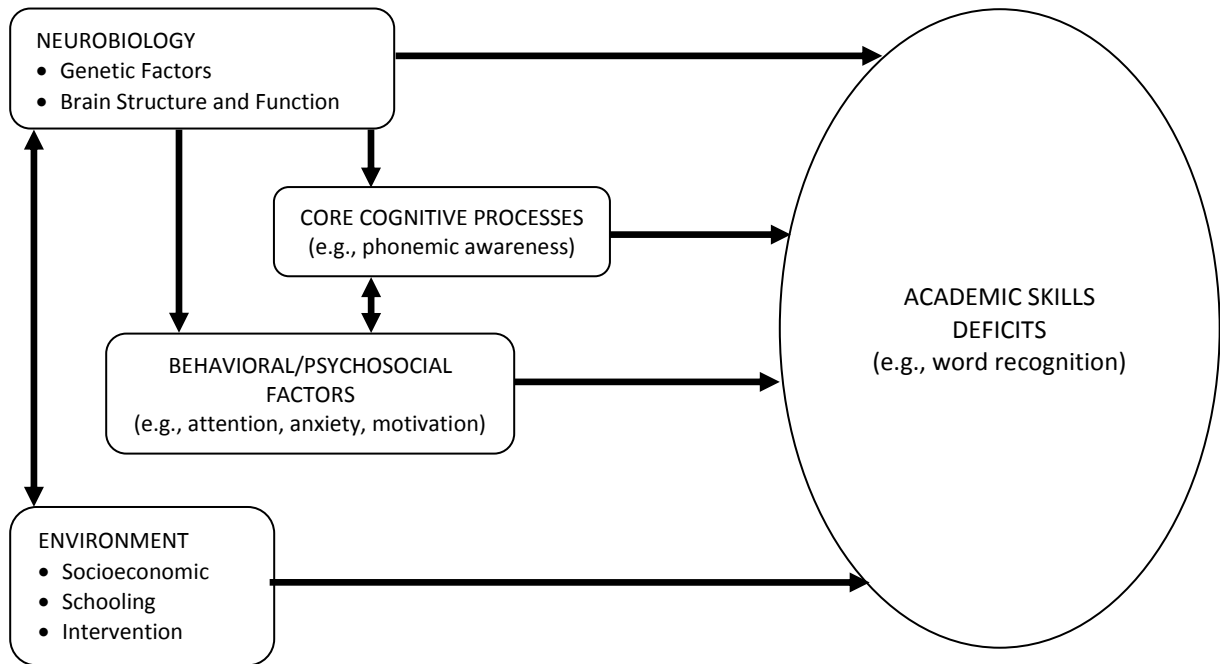 NEUROBIOLOGY
• Genetic Factors
• Brain Structure and Function
CORE COGNITIVE PROCESSES
(e.g., phonemic awareness)
BEHAVIORAL/PSYCHOSOCIAL
FACTORS
(e.g., attention, anxiety, motivation)
ENVIRONMENT
• Socioeconomic
• Schooling
• Intervention
ACADEMIC SKILLS
DEFICITS
(e.g., word recognition)